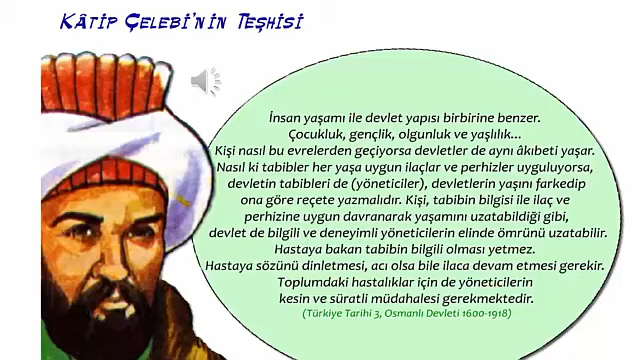 Kâtip Çelebi'nin Teşhisi
İnsan yaşamı ile devlet yapısı birbirine benzer.
Çocukluk, gençlik, olgunluk ve yaşlılık...
Kişi nasıl bu evrelerden geçiyorsa devletler de aynı âkıbeti yaşar.
Nasıl ki tabibler her yaşa uygun ilaçlar ve perhizler uyguluyorsa,
devletin tabibleri de (yöneticiler), devletlerin yaşını farkedip
ona göre reçete yazmalıdır. Kişi, tabibin bilgisi ile ilaç ve
perhizine uygun davranarak yaşamını uzatabildiği gibi,
devlet de bilgili ve deneyimli yöneticilerin elinde ömrünü uzatabilir.
Hastaya bakan tabibin bilgili olması yetmez.
Hastaya sözünü dinletmesi, acı olsa bile ilaca devam etmesi gerekir.
Toplumdaki hastalıklar için de yöneticilerin
kesin ve süratli müdahalesi gerekmektedir.
(Türkiye Tarihi 3, Osmanlı Devleti 1600-1918)